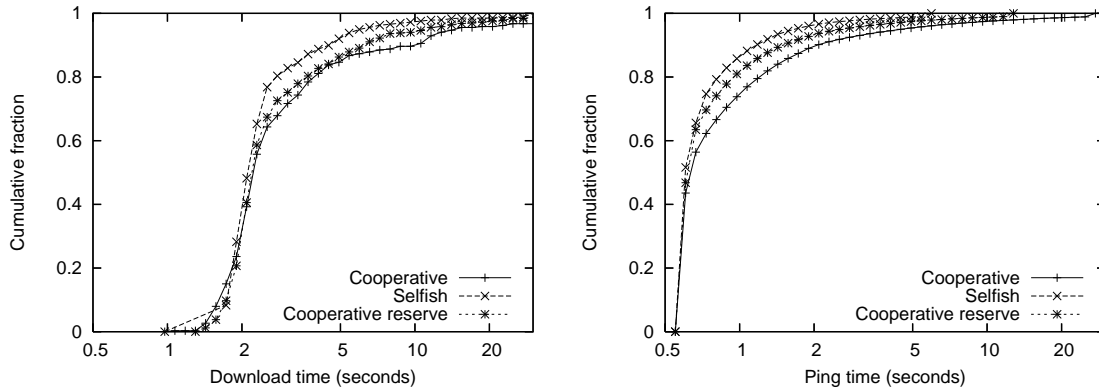 1
0.8
0.6
0.4
0.2
0
Cumulative fraction
Cooperative
Selfish
Cooperative reserve
0.5 1 2 5 10 20
Download time (seconds)
1
0.8
0.6
0.4
0.2
0
Cumulative fraction
Cooperative
Selfish
Cooperative reserve
0.5 1 2 5 10 20
Ping time (seconds)